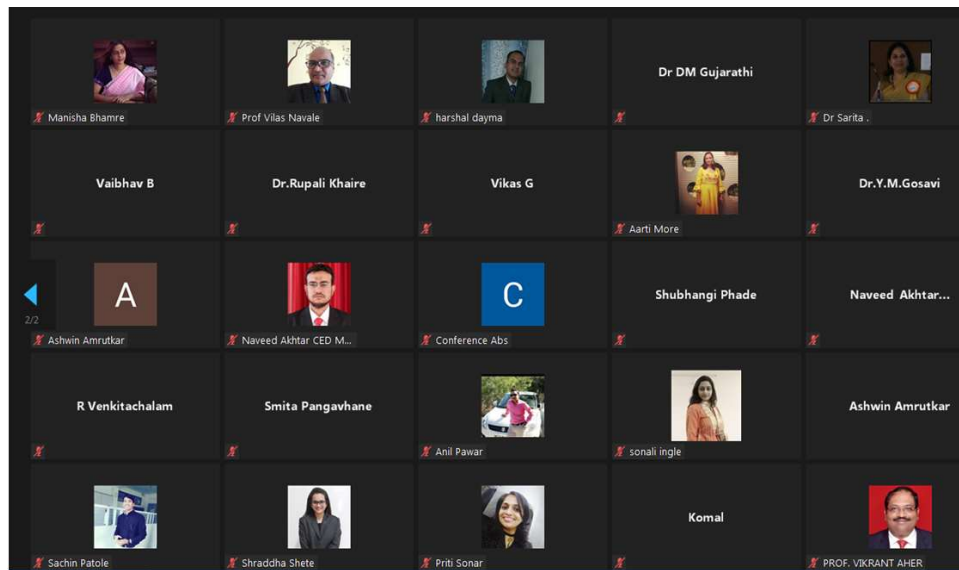 Manisha Bhamre
Prof Vilas Navale
harshal dayma
Dr DM Gujarathi
Dr Sarita .
Vaibhav B
Dr.Rupali Khaire
Vikas G
Aarti More
Dr.Y.M.Gosavi
2/2
A
Ashwin Amrutkar
Naveed Akhtar CED M...
C
Conference Abs
Shubhangi Phade
Naveed Akhtar...
R Venkitachalam
Smita Pangavhane
Anil Pawar
sonali ingle
Ashwin Amrutkar
Sachin Patole
Shraddha Shete
Priti Sonar
Komal
PROF. VIKRANT AHER